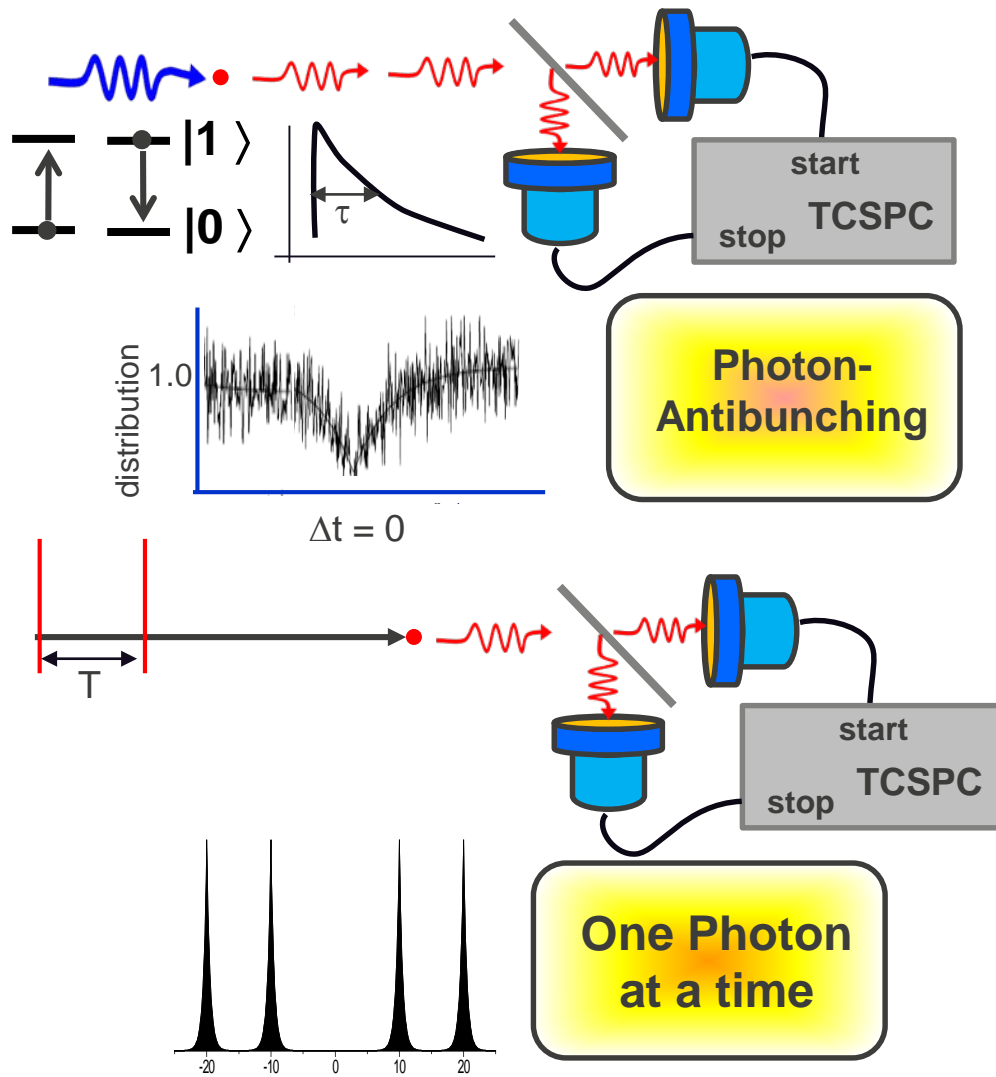 |1 ⟩
|0 ⟩
τ
start
TCSPC
stop
distribution
1.0
Δt = 0
Photon-
Antibunching
T
start
TCSPC
stop
-20 -10 0 10 20
One Photon
at a time